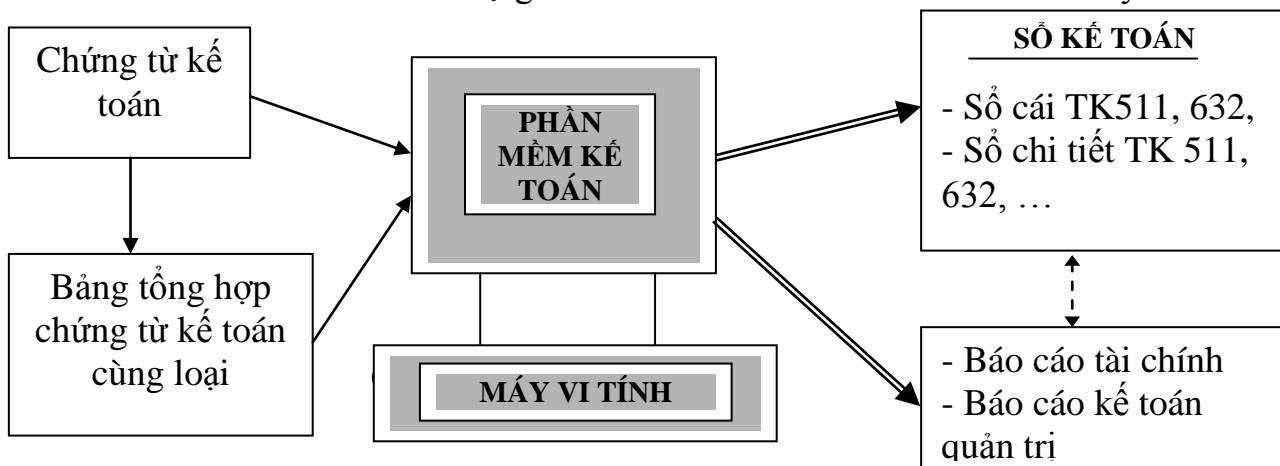 Chứng từ kế
toán
Bảng tổng hợp
chứng từ kế toán
cùng loại
PHẦN
MỀM KẾ
TOÁN
MÁY VI TÍNH
SỔ KẾ TOÁN
- Sổ cái TK511, 632,
- Sổ chi tiết TK 511,
632, …
- Báo cáo tài chính
- Báo cáo kế toán
quản trị